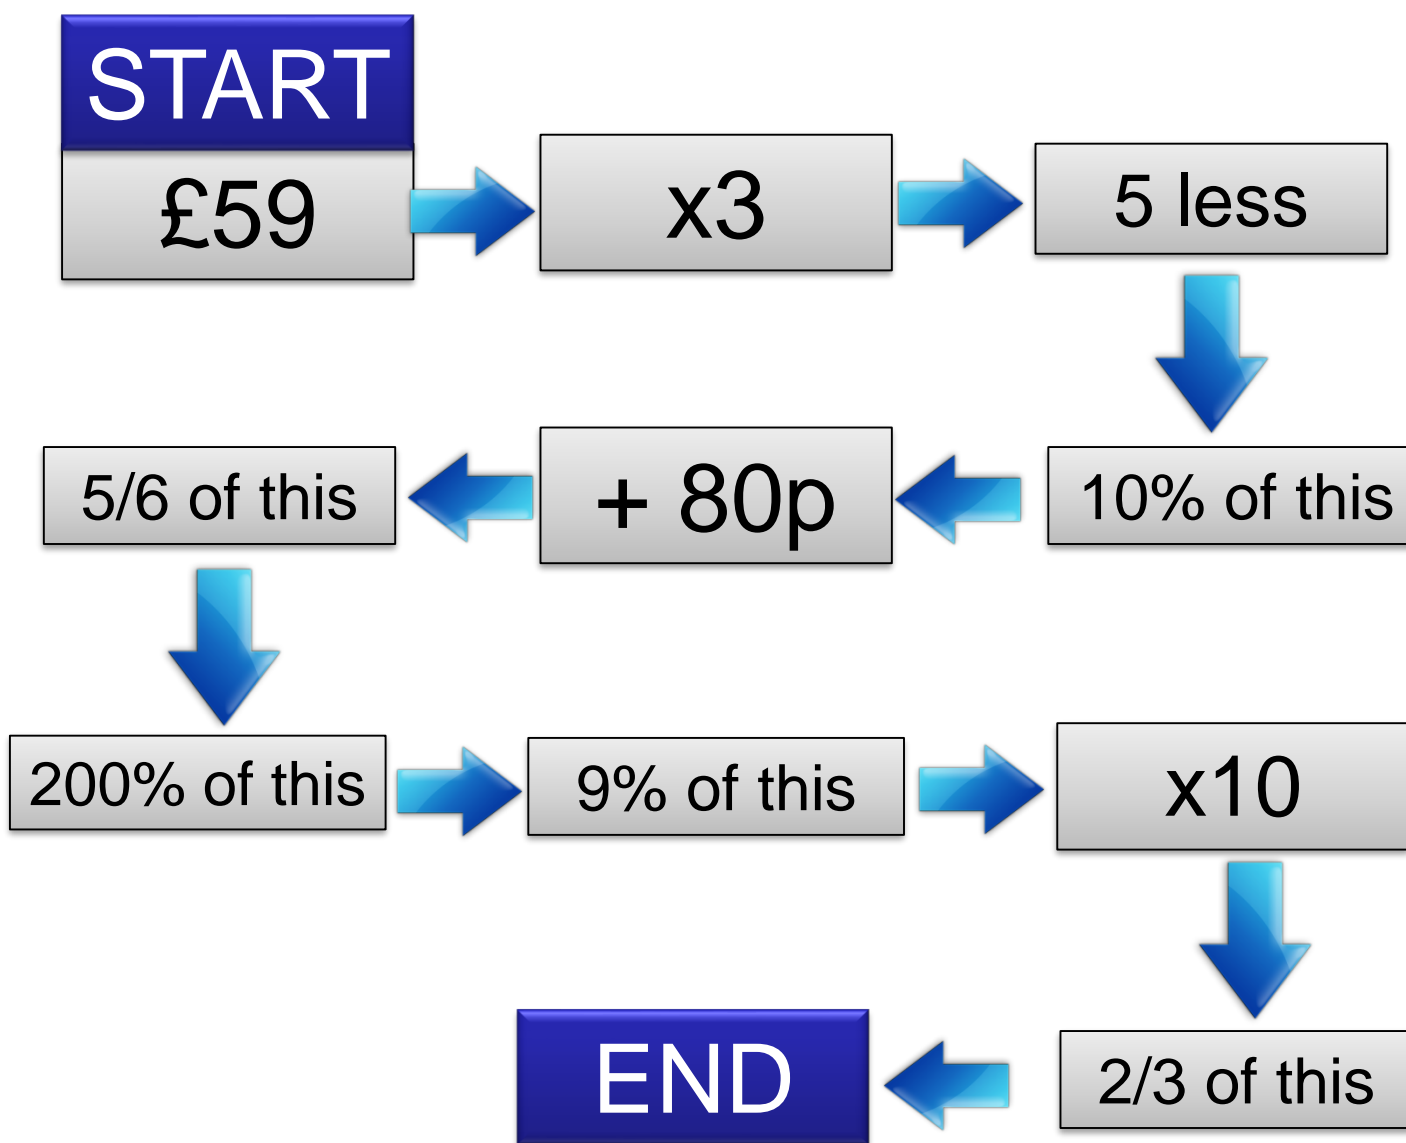 START
£59
x3
5 less
10% of this
+ 80p
5/6 of this
200% of this
9% of this
x10
2/3 of this
END